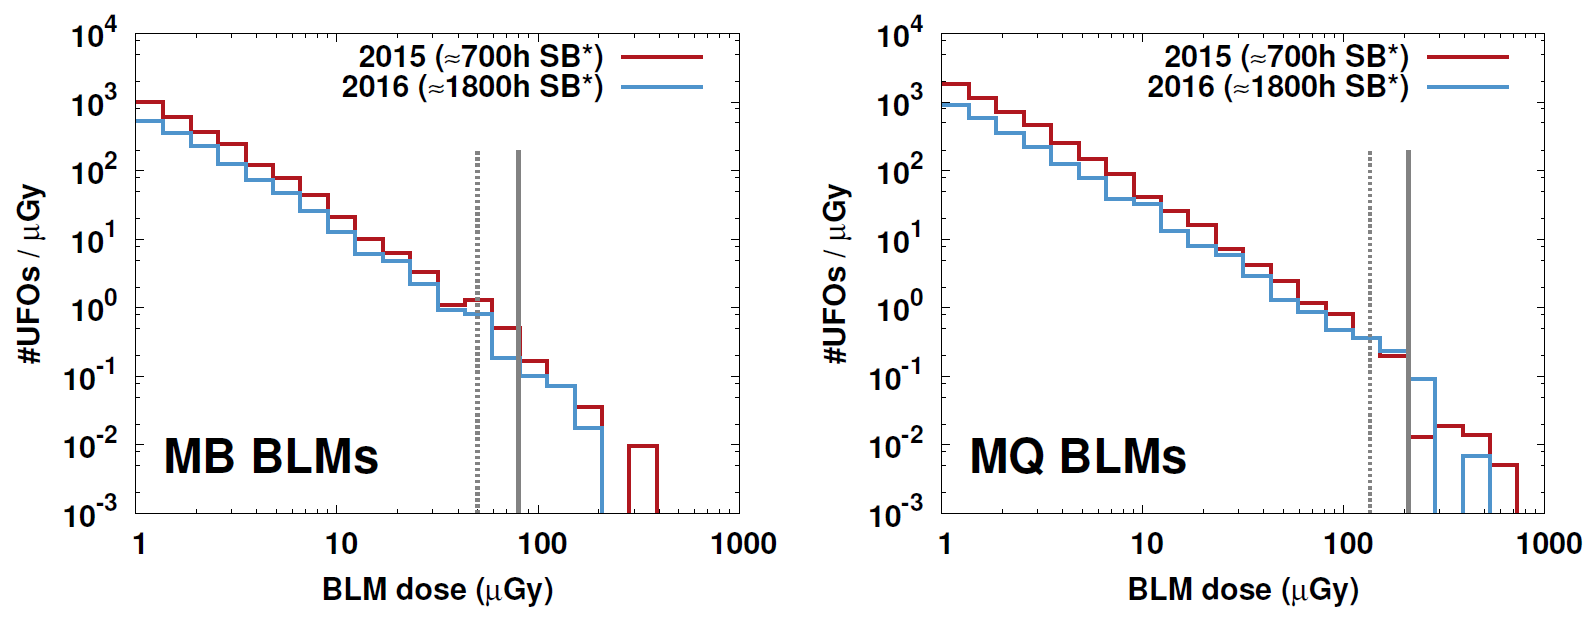 10^4
10^3
10^2
10^1
10^0
10^-1
10^-2
10^-3
#UFOs / μGy
2015 (≈700h SB*)
2016 (≈1800h SB*)
MB BLMs
1 10 100 1000
BLM dose (μGy)
10^4
10^3
10^2
10^1
10^0
10^-1
10^-2
10^-3
#UFOs / μGy
2015 (≈700h SB*)
2016 (≈1800h SB*)
MQ BLMs
1 10 100 1000
BLM dose (μGy)